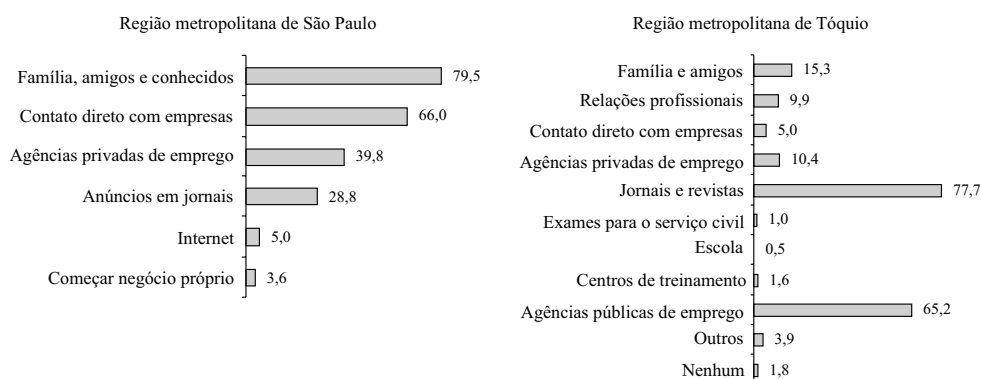 Região metropolitana de São Paulo
Família, amigos e conhecidos 79,5
Contato direto com empresas 66,0
Agências privadas de emprego 39,8
Anúncios em jornais 28,8
Internet 5,0
Começar negócio próprio 3,6
Região metropolitana de Tóquio
Família e amigos 15,3
Relações profissionais 9,9
Contato direto com empresas 5,0
Agências privadas de emprego 10,4
Jornais e revistas 77,7
Exames para o serviço civil 1,0
Escola 0,5
Centros de treinamento 1,6
Agências públicas de emprego 65,2
Outros 3,9
Nenhum 1,8